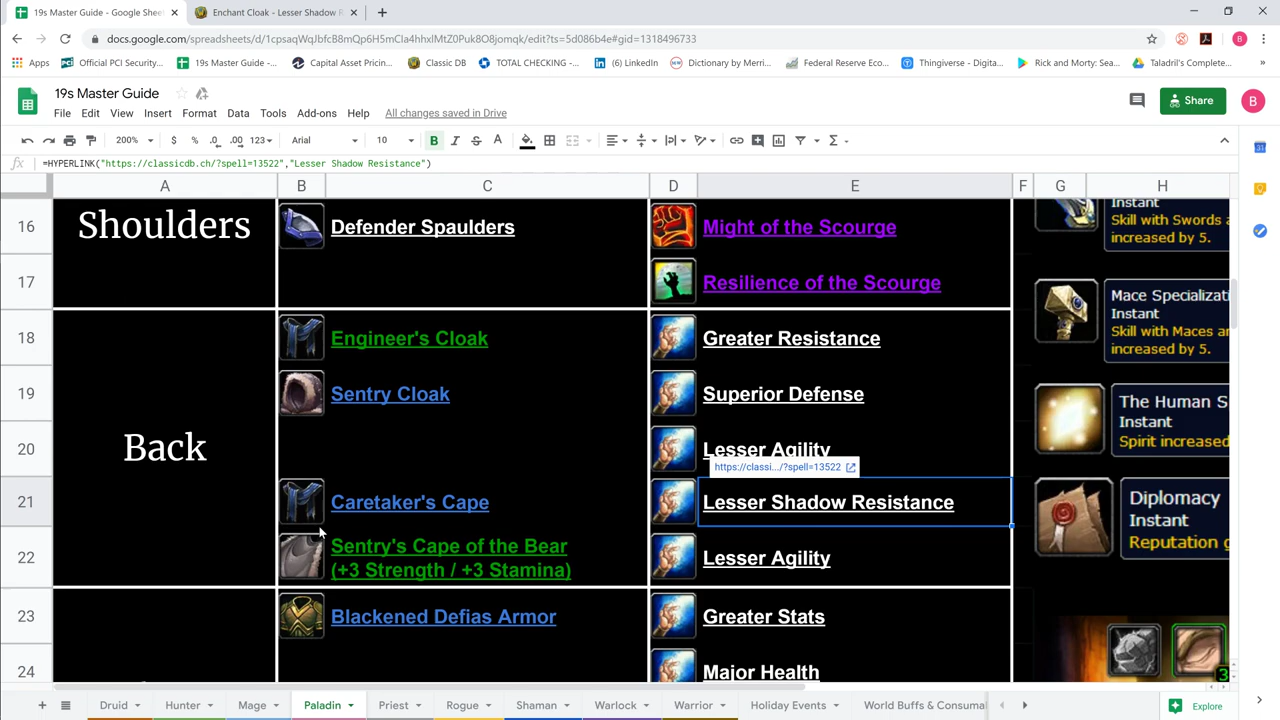 19s Master Guide - Google Shee
Enchant Cloak - Lesser Shadow R
docs.google.com/spreadsheets/d/1cpsaqWqJbfcB8mQp6H5mCla4hhxlMtZ0Puk8O8jomqk/edit?ts=5d086b4e#gid=1318496733
Apps
Official PCI Security...
19s Master Guide -...
Capital Asset Pricin...
Classic DB
TOTAL CHECKING -...
(6) LinkedIn
Dictionary by Merri...
Federal Reserve Eco...
Thingiverse - Digita...
Rick and Morty: Sea...
Taladril's Complete...
19s Master Guide
File Edit View Insert Format Data Tools Add-ons Help All changes saved in Drive
Share
B
200% $ % .0 .00 123 Arial 10 B I S A
fx =HYPERLINK("https://classicdb.ch/?spell=13522","Lesser Shadow Resistance")
A B C D E F G H
16 Shoulders Defender Spaulders Might of the Scourge
Instant
Skill with Swords a
increased by 5.
17 Resilience of the Scourge
Mace Specializati
Instant
Skill with Maces an
increased by 5.
18 Engineer's Cloak Greater Resistance
19 Sentry Cloak Superior Defense
The Human S
Instant
Spirit increased
20 Back Lesser Agility
https://classi.../?spell=13522
21 Caretaker's Cape Lesser Shadow Resistance
Diplomacy
Instant
Reputation g
22 Sentry's Cape of the Bear
(+3 Strength / +3 Stamina)
Lesser Agility
23 Blackened Defias Armor Greater Stats
24 Major Health
3
Druid Hunter Mage Paladin Priest Rogue Shaman Warlock Warrior Holiday Events World Buffs & Consumal
Explore